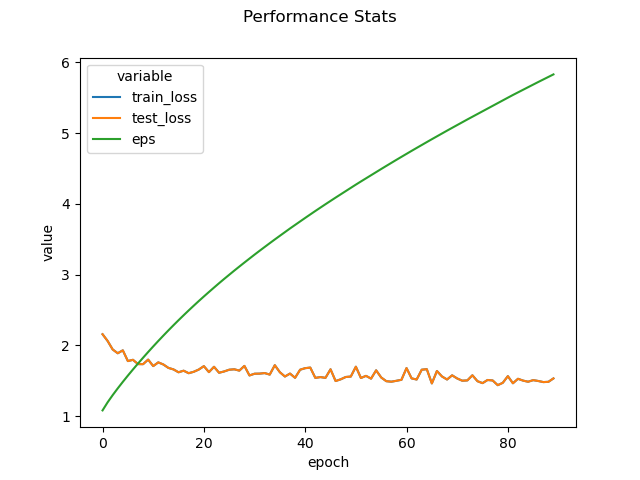 Performance Stats
6
5
4
3
2
1
value
variable
train_loss
test_loss
eps
0 20 40 60 80
epoch